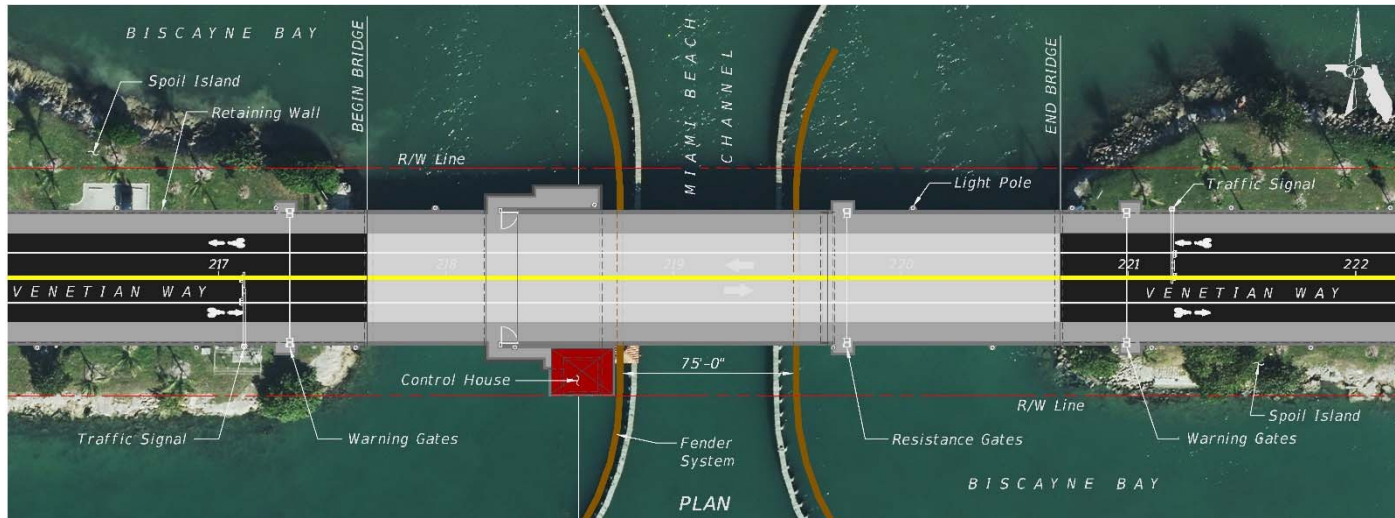 BISCAYNE BAY
BEGIN BRIDGE
MIAMI BEACH
CHANNEL
END BRIDGE
N
Spoil Island
Retaining Wall
R/W Line
Light Pole
Traffic Signal
217
218
219
220
221
222
VENETIAN WAY
VENETIAN WAY
75'-0"
Control House
R/W Line
Spoil Island
Traffic Signal
Warning Gates
Fender
System
Resistance Gates
Warning Gates
BISCAYNE BAY
PLAN